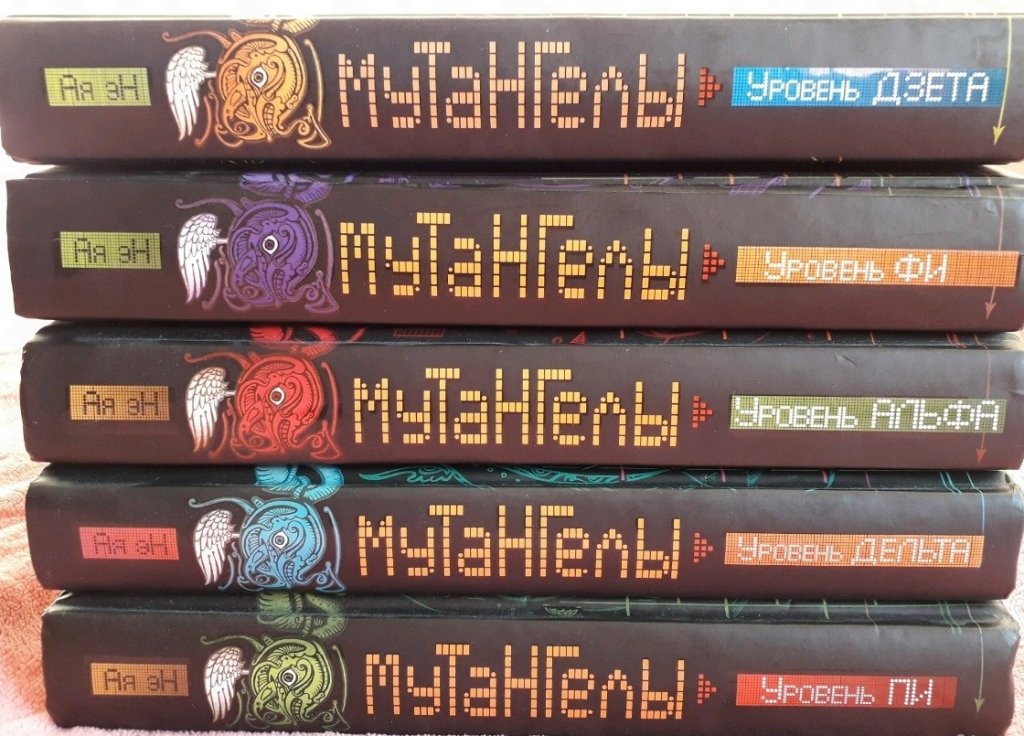 Ая эН МуТаНГелы Уровень ДЗЕТА
Ая эН МуТаНГелы Уровень ФИ
Ая эН МуТаНГелы Уровень АЛЬФА
Ая эН МуТаНГелы Уровень ДЕЛЬТА
Ая эН МуТаНГелы Уровень ПИ